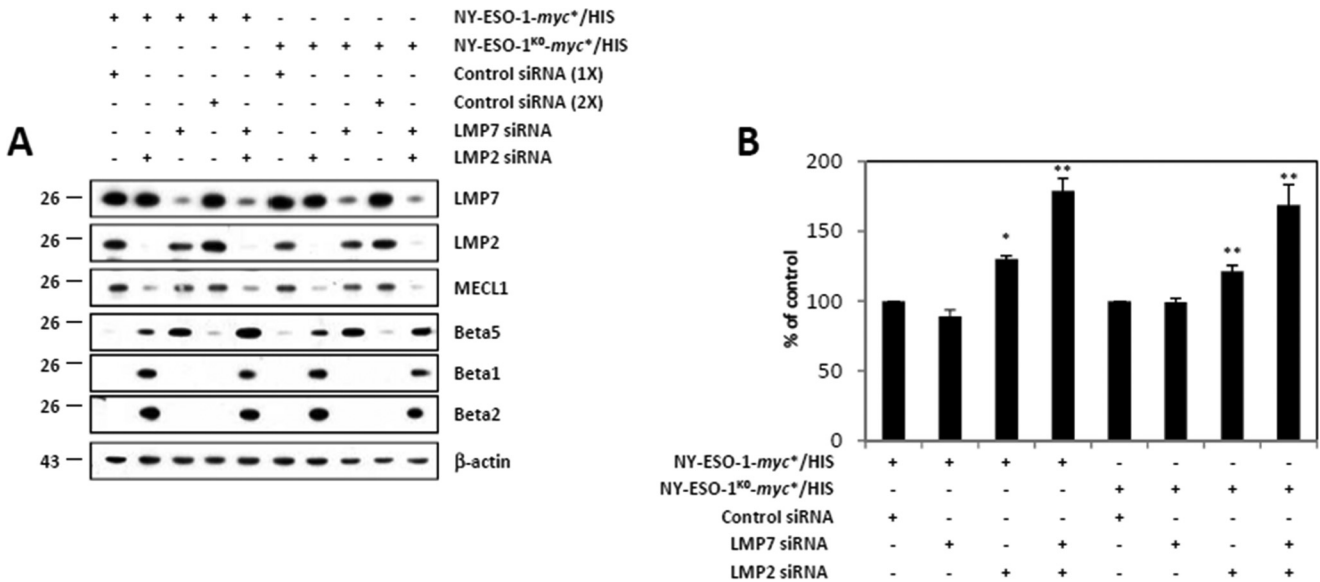 + + + + + - - - - - NY-ESO-1-myc*/HIS
- - - - - + + + + + NY-ESO-1K0-myc*/HIS
+ - - - - + - - - - Control siRNA (1X)
- - - + - - - - + - Control siRNA (2X)
- - + - + - - + - + LMP7 siRNA
- + - - + - + - - + LMP2 siRNA
A
26 LMP7
26 LMP2
26 MECL1
26 Beta5
26 Beta1
26 Beta2
43 β-actin
B
% of control
200
150
100
50
0
*
**
**
**
NY-ESO-1-myc*/HIS + + + + - - - -
NY-ESO-1K0-myc*/HIS - - - - + + + +
Control siRNA + - - - + - - -
LMP7 siRNA - + - + - + - +
LMP2 siRNA - - + + - - + +